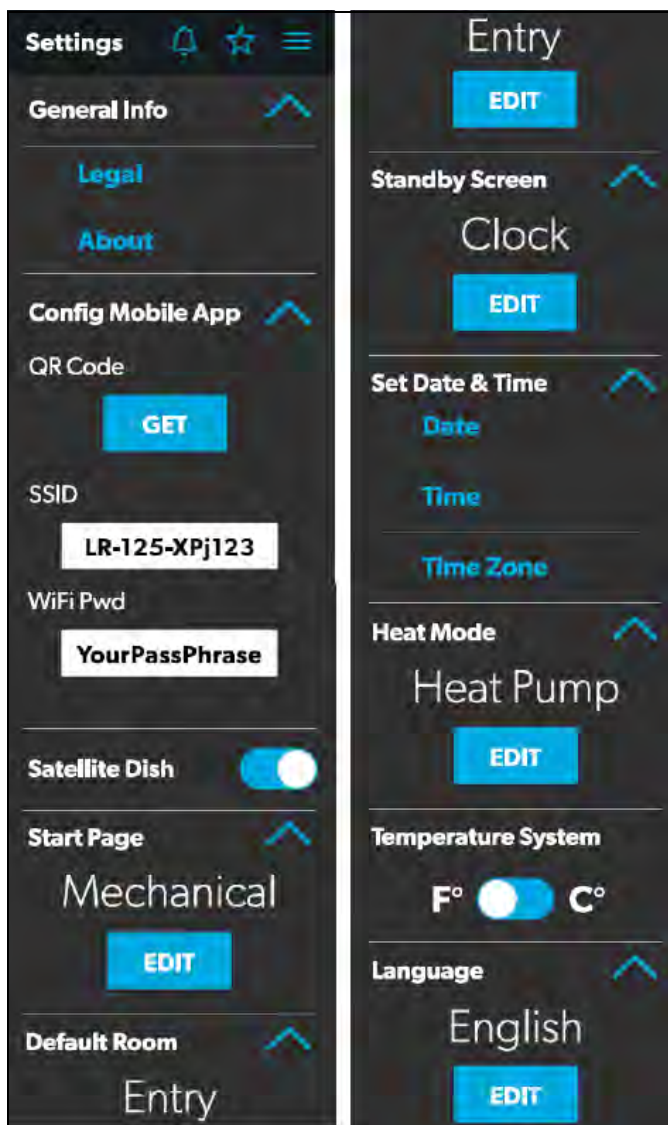 Settings
General Info
Legal
About
Config Mobile App
QR Code
GET
SSID
LR-125-XPj123
WiFi Pwd
YourPassPhrase
Satellite Dish
Start Page
Mechanical
EDIT
Default Room
Entry
Entry
EDIT
Standby Screen
Clock
EDIT
Set Date & Time
Date
Time
Time Zone
Heat Mode
Heat Pump
EDIT
Temperature System
F° C°
Language
English
EDIT